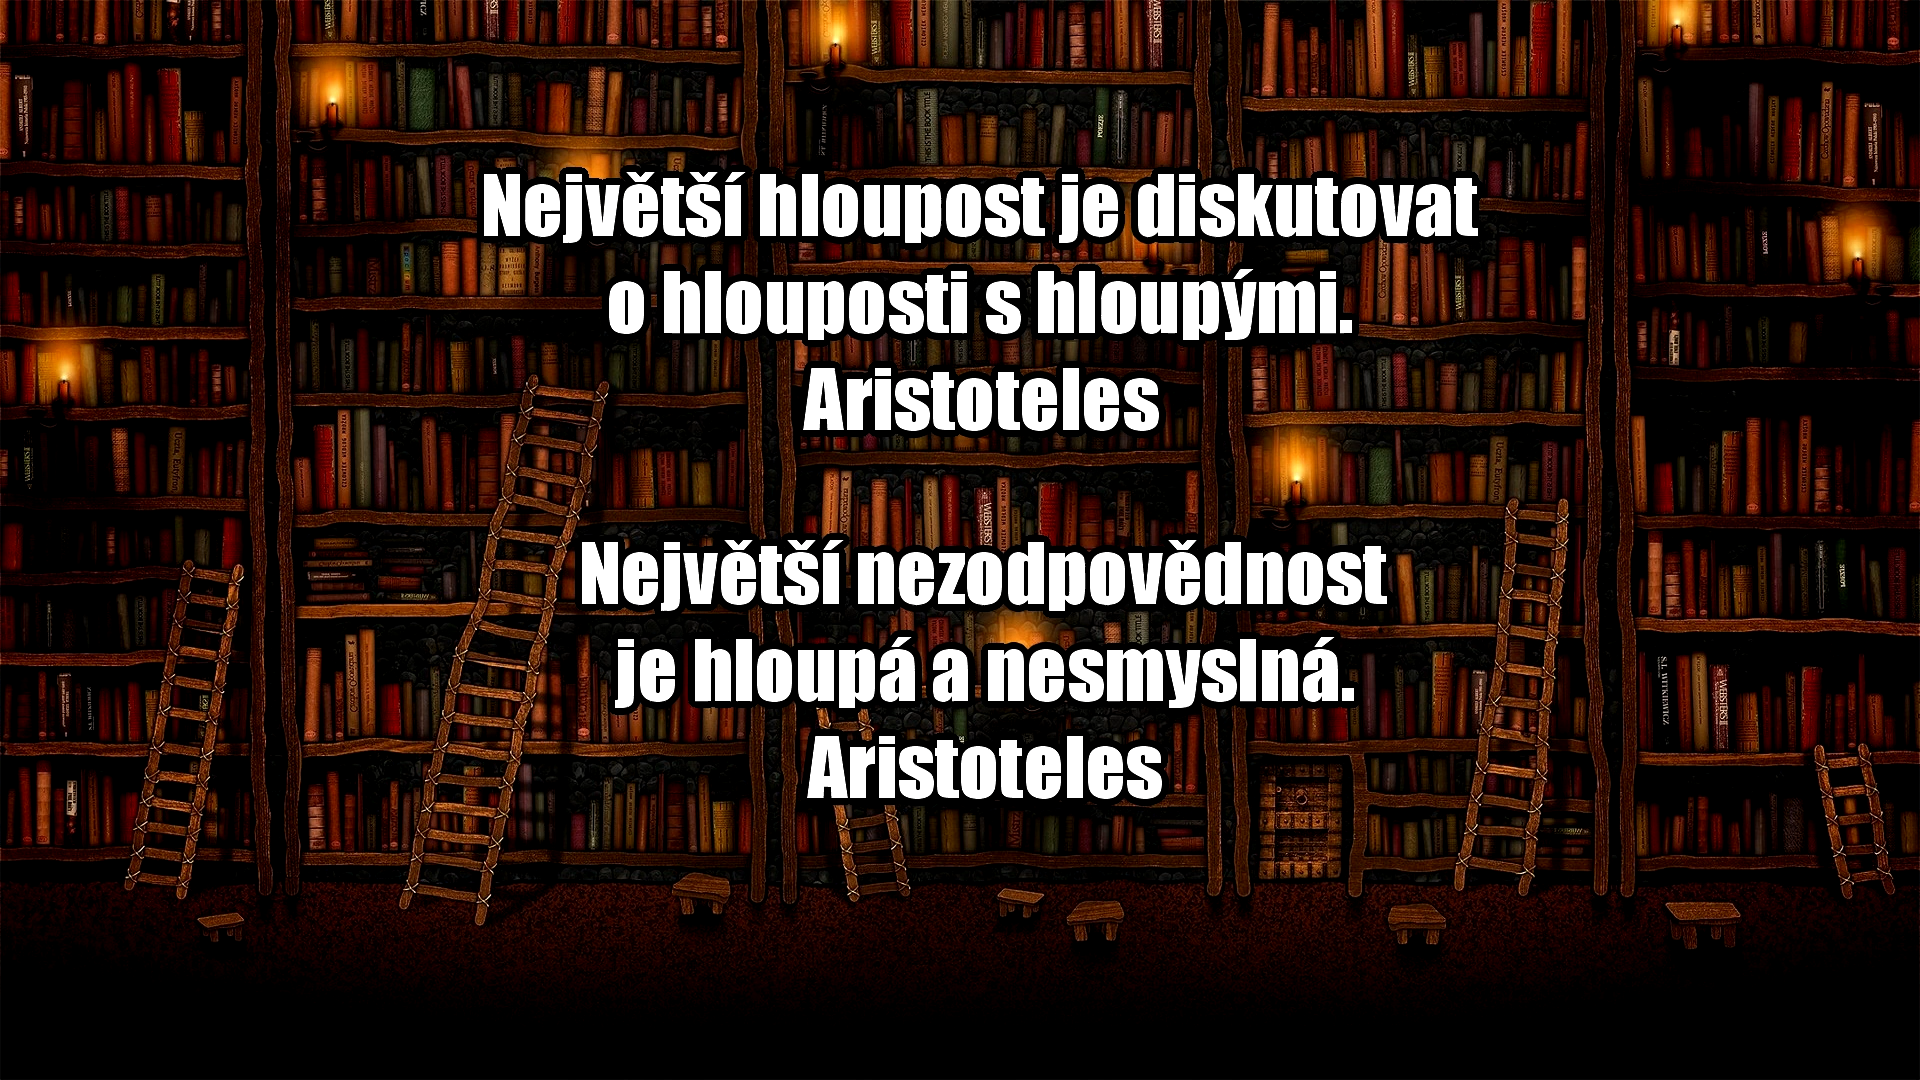 Největší hloupost je diskutovat
o hlouposti s hloupými.
Aristoteles
Největší nezodpovědnost
je hloupá a nesmyslná.
Aristoteles